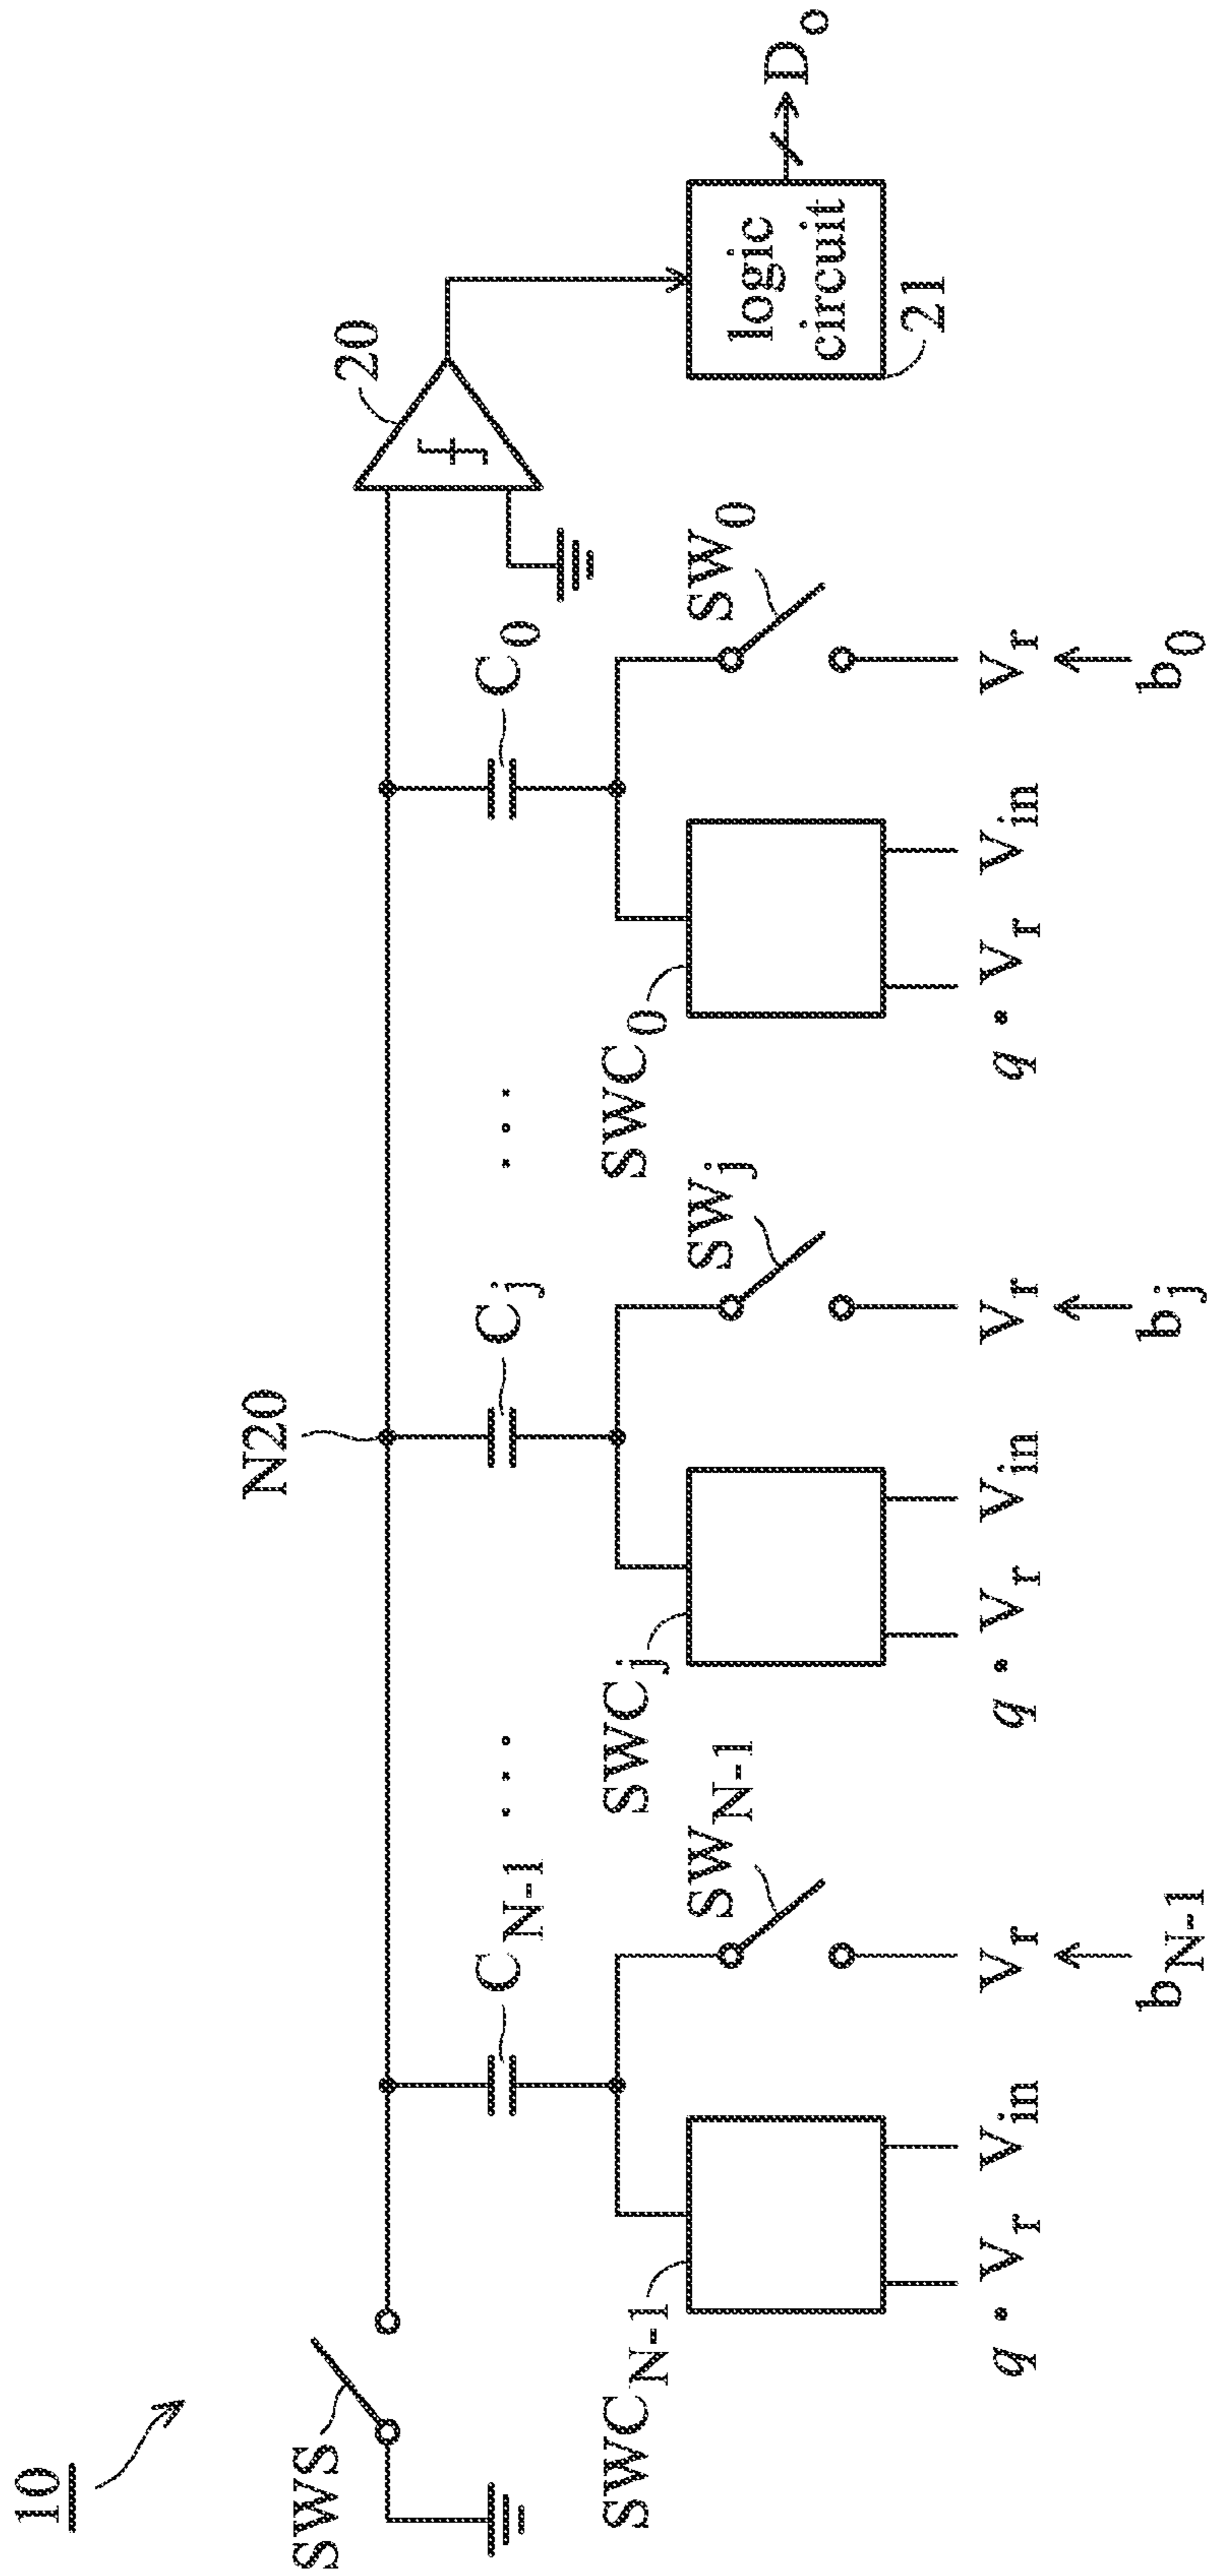 10
SWS
N20
20
C_{N-1}
C_j
C_0
SWC_{N-1}
SW_{N-1}
SWC_j
SW_j
SWC_0
SW_0
logic
circuit
21
D_o
q • V_r V_in V_r
q • V_r V_in V_r
q • V_r V_in V_r
b_{N-1}
b_j
b_0